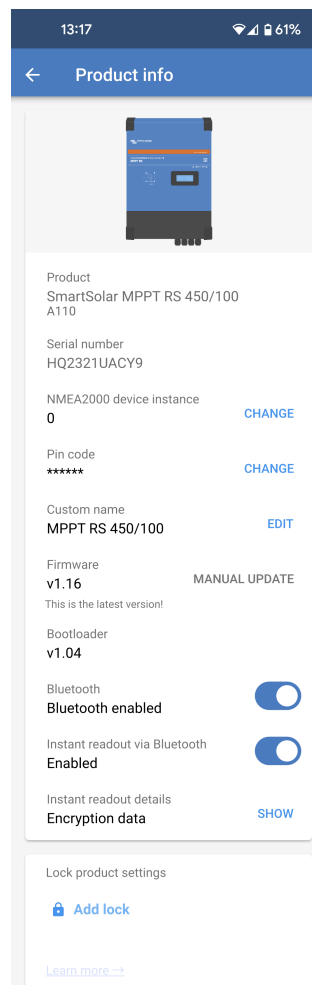 13:17
61%
Product info
Product
SmartSolar MPPT RS 450/100
A110
Serial number
HQ2321UACY9
NMEA2000 device instance
0
CHANGE
Pin code
******
CHANGE
Custom name
MPPT RS 450/100
EDIT
Firmware
v1.16
MANUAL UPDATE
This is the latest version!
Bootloader
v1.04
Bluetooth
Bluetooth enabled
Instant readout via Bluetooth
Enabled
Instant readout details
Encryption data
SHOW
Lock product settings
Add lock
Learn more →